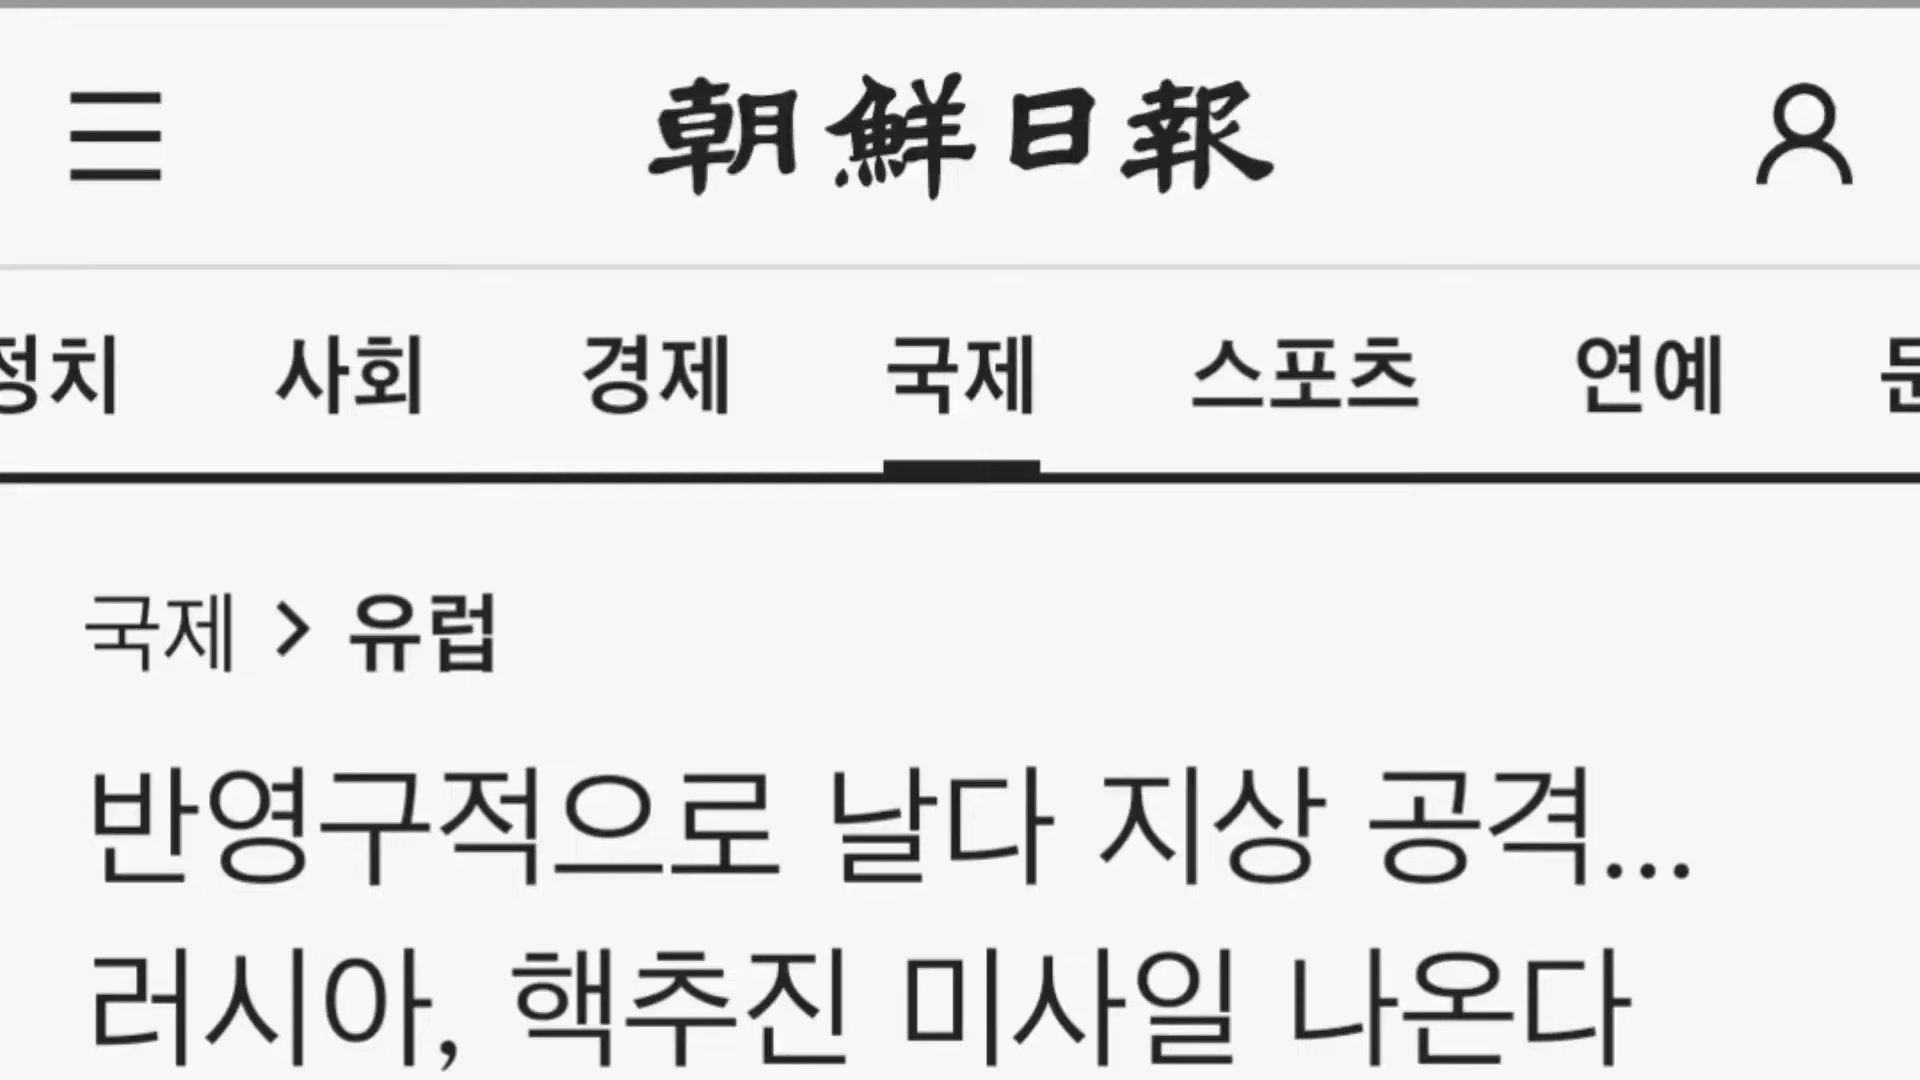 朝鮮日報
정치 사회 경제 국제 스포츠 연예
국제 > 유럽
반영구적으로 날다 지상 공격...
러시아, 핵추진 미사일 나온다